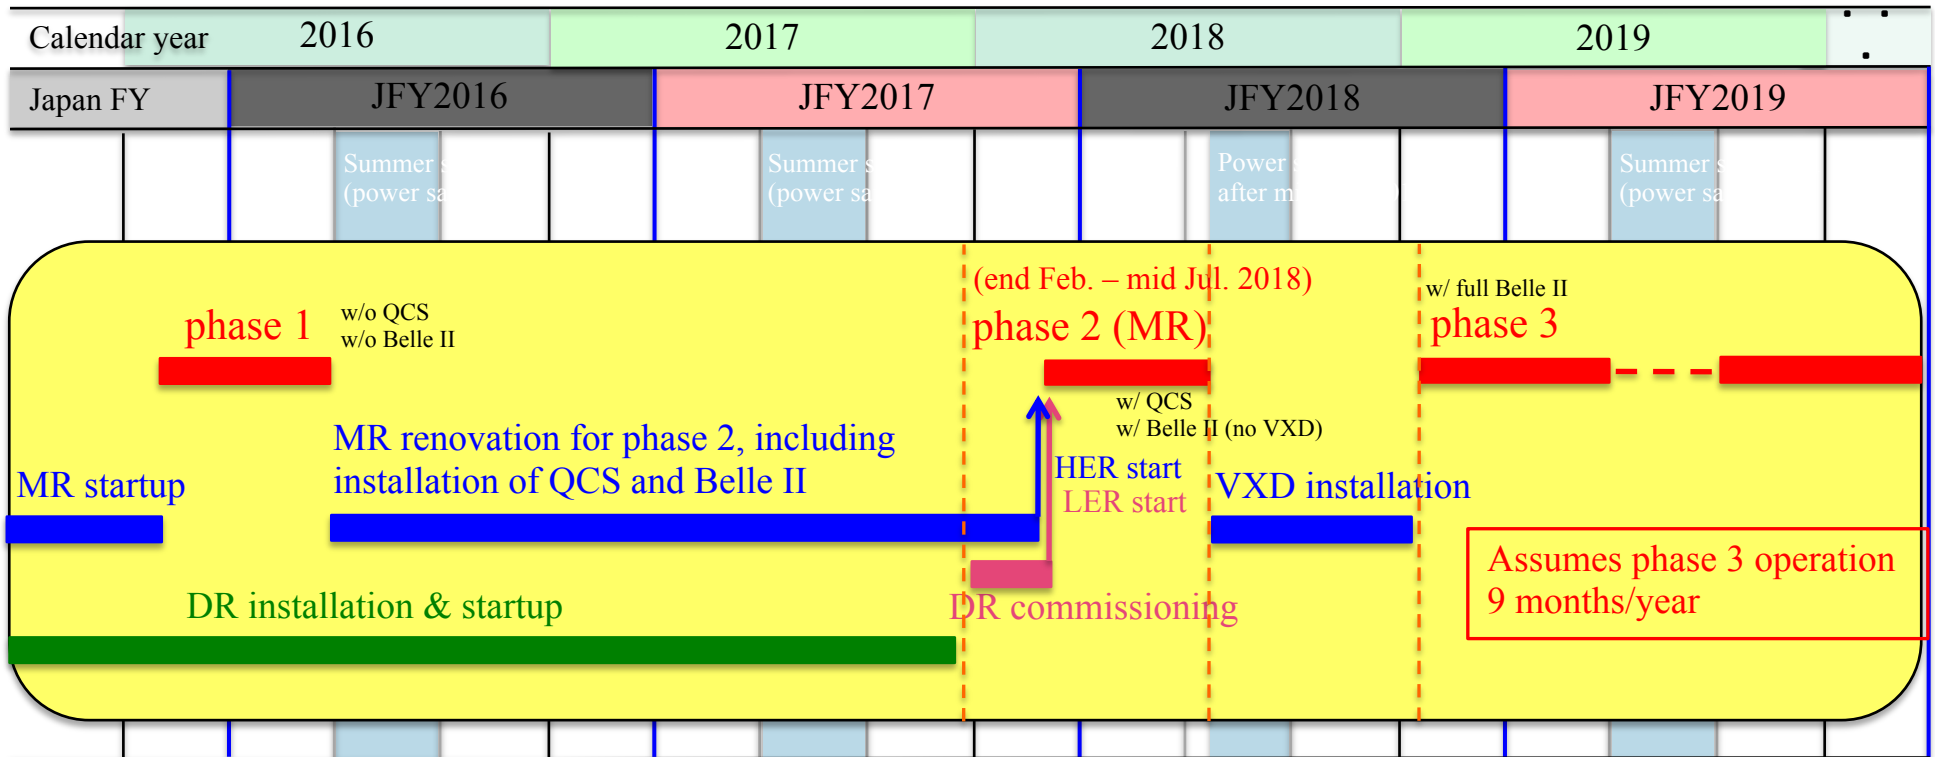 Calendar year 2016 2017 2018 2019 ...
Japan FY JFY2016 JFY2017 JFY2018 JFY2019
Summer
(power
Summer
(power
Power
after
Summer
(power
(end Feb. – mid Jul. 2018)
phase 1
w/o QCS
w/o Belle II
phase 2 (MR)
w/ full Belle II
phase 3
w/ QCS
w/ Belle II (no VXD)
MR startup
MR renovation for phase 2, including
installation of QCS and Belle II
HER start
LER start
VXD installation
DR installation & startup
DR commissioning
Assumes phase 3 operation
9 months/year